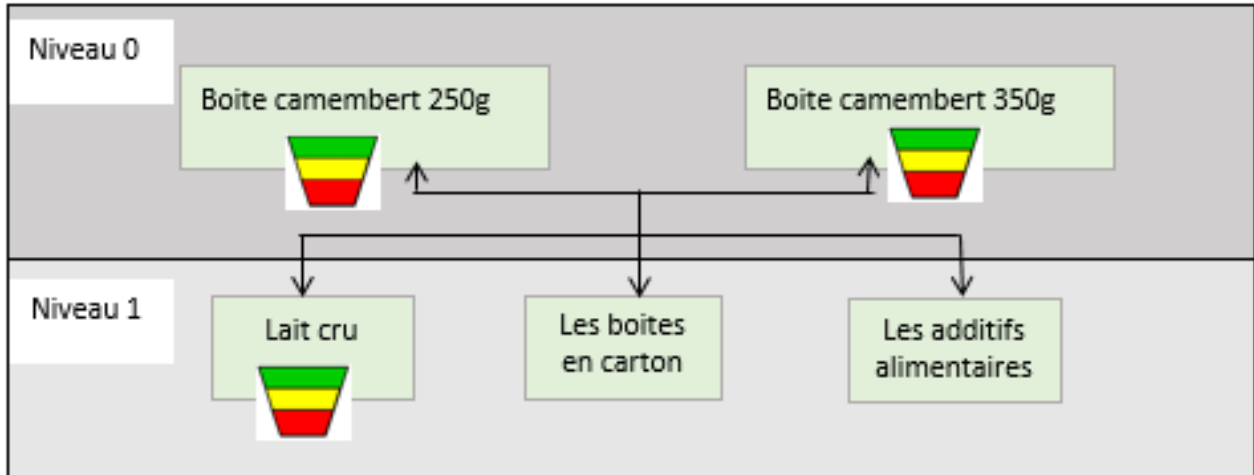 Niveau 0
Boite camembert 250g
Boite camembert 350g
Niveau 1
Lait cru
Les boites
en carton
Les additifs
alimentaires